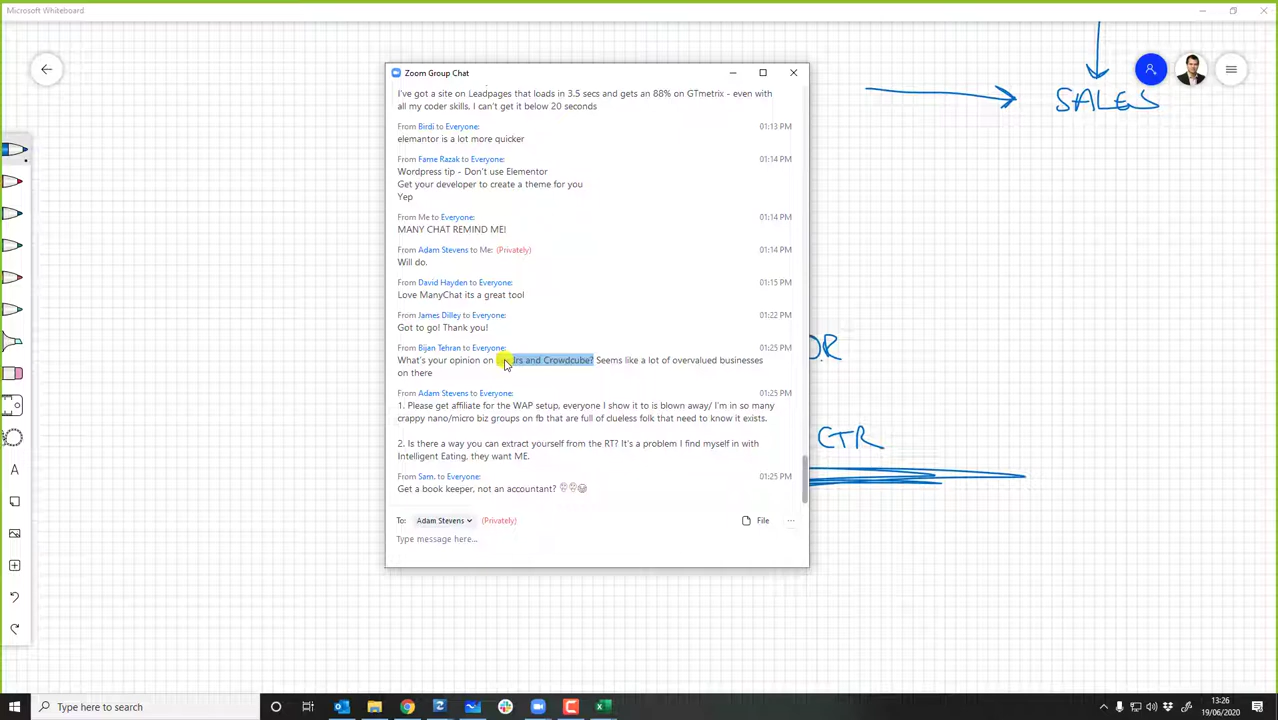 Microsoft Whiteboard
SALES
Zoom Group Chat
I've got a site on Leadpages that loads in 3.5 secs and gets an 88% on GTmetrix - even with
all my coder skills, I can't get it below 20 seconds
From Birdi to Everyone: 01:13 PM
elemantor is a lot more quicker
From Farne Razak to Everyone: 01:14 PM
Wordpress tip - Don't use Elementor
Get your developer to create a theme for you
Yep
From Me to Everyone: 01:14 PM
MANY CHAT REMIND ME!
From Adam Stevens to Me: (Privately) 01:14 PM
Will do.
From David Hayden to Everyone: 01:15 PM
Love ManyChat its a great tool
From James Dilley to Everyone: 01:22 PM
Got to go! Thank you!
From Bijan Tehran to Everyone: 01:25 PM
What's your opinion on and Crowdcube? Seems like a lot of overvalued businesses
on there
From Adam Stevens to Everyone: 01:25 PM
1. Please get affiliate for the WAP setup, everyone I show it to is blown away/ I'm in so many
crappy nano/micro biz groups on fb that are full of clueless folk that need to know it exists.
2. Is there a way you can extract yourself from the RT? It's a problem I find myself in with
Intelligent Eating, they want ME.
CTR
From Sam. to Everyone: 01:25 PM
Get a book keeper, not an accountant?
To: Adam Stevens (Privately) File
Type message here...
A
Type here to search
13:26
19/06/2020